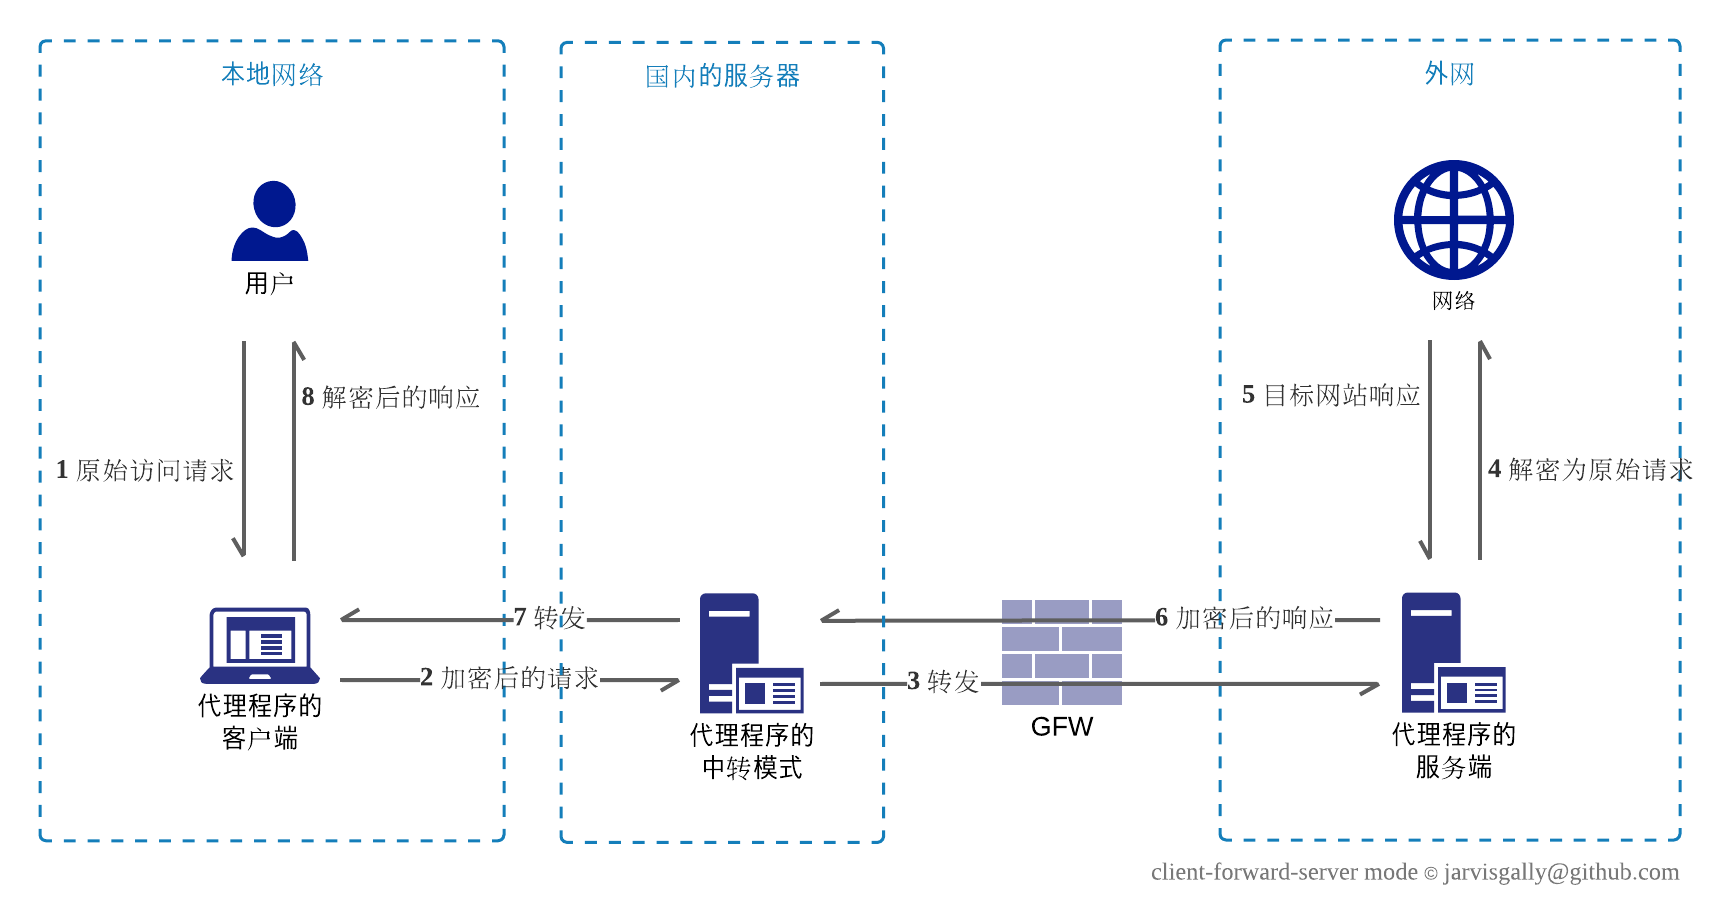 本地网络
国内的服务器
外网
用户
网络
8 解密后的响应
5 目标网站响应
1 原始访问请求
4 解密为原始请求
7 转发
6 加密后的响应
2 加密后的请求
3 转发
代理程序的
客户端
代理程序的
中转模式
GFW
代理程序的
服务端
client-forward-server mode © jarvisgally@github.com